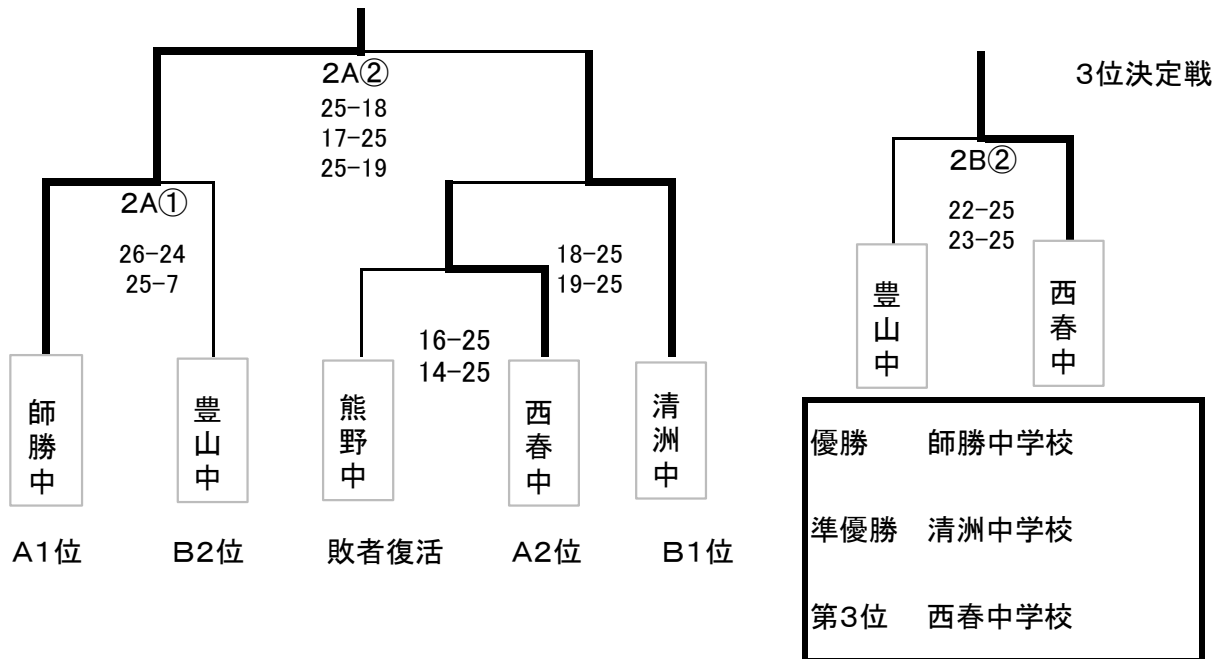 2A②
25-18
17-25
25-19
2A①
26-24
25-7
18-25
19-25
16-25
14-25
師勝中
豊山中
熊野中
西春中
清洲中
A1位
B2位
敗者復活
A2位
B1位
3位決定戦
2B②
22-25
23-25
豊山中
西春中
優勝 師勝中学校
準優勝 清洲中学校
第3位 西春中学校